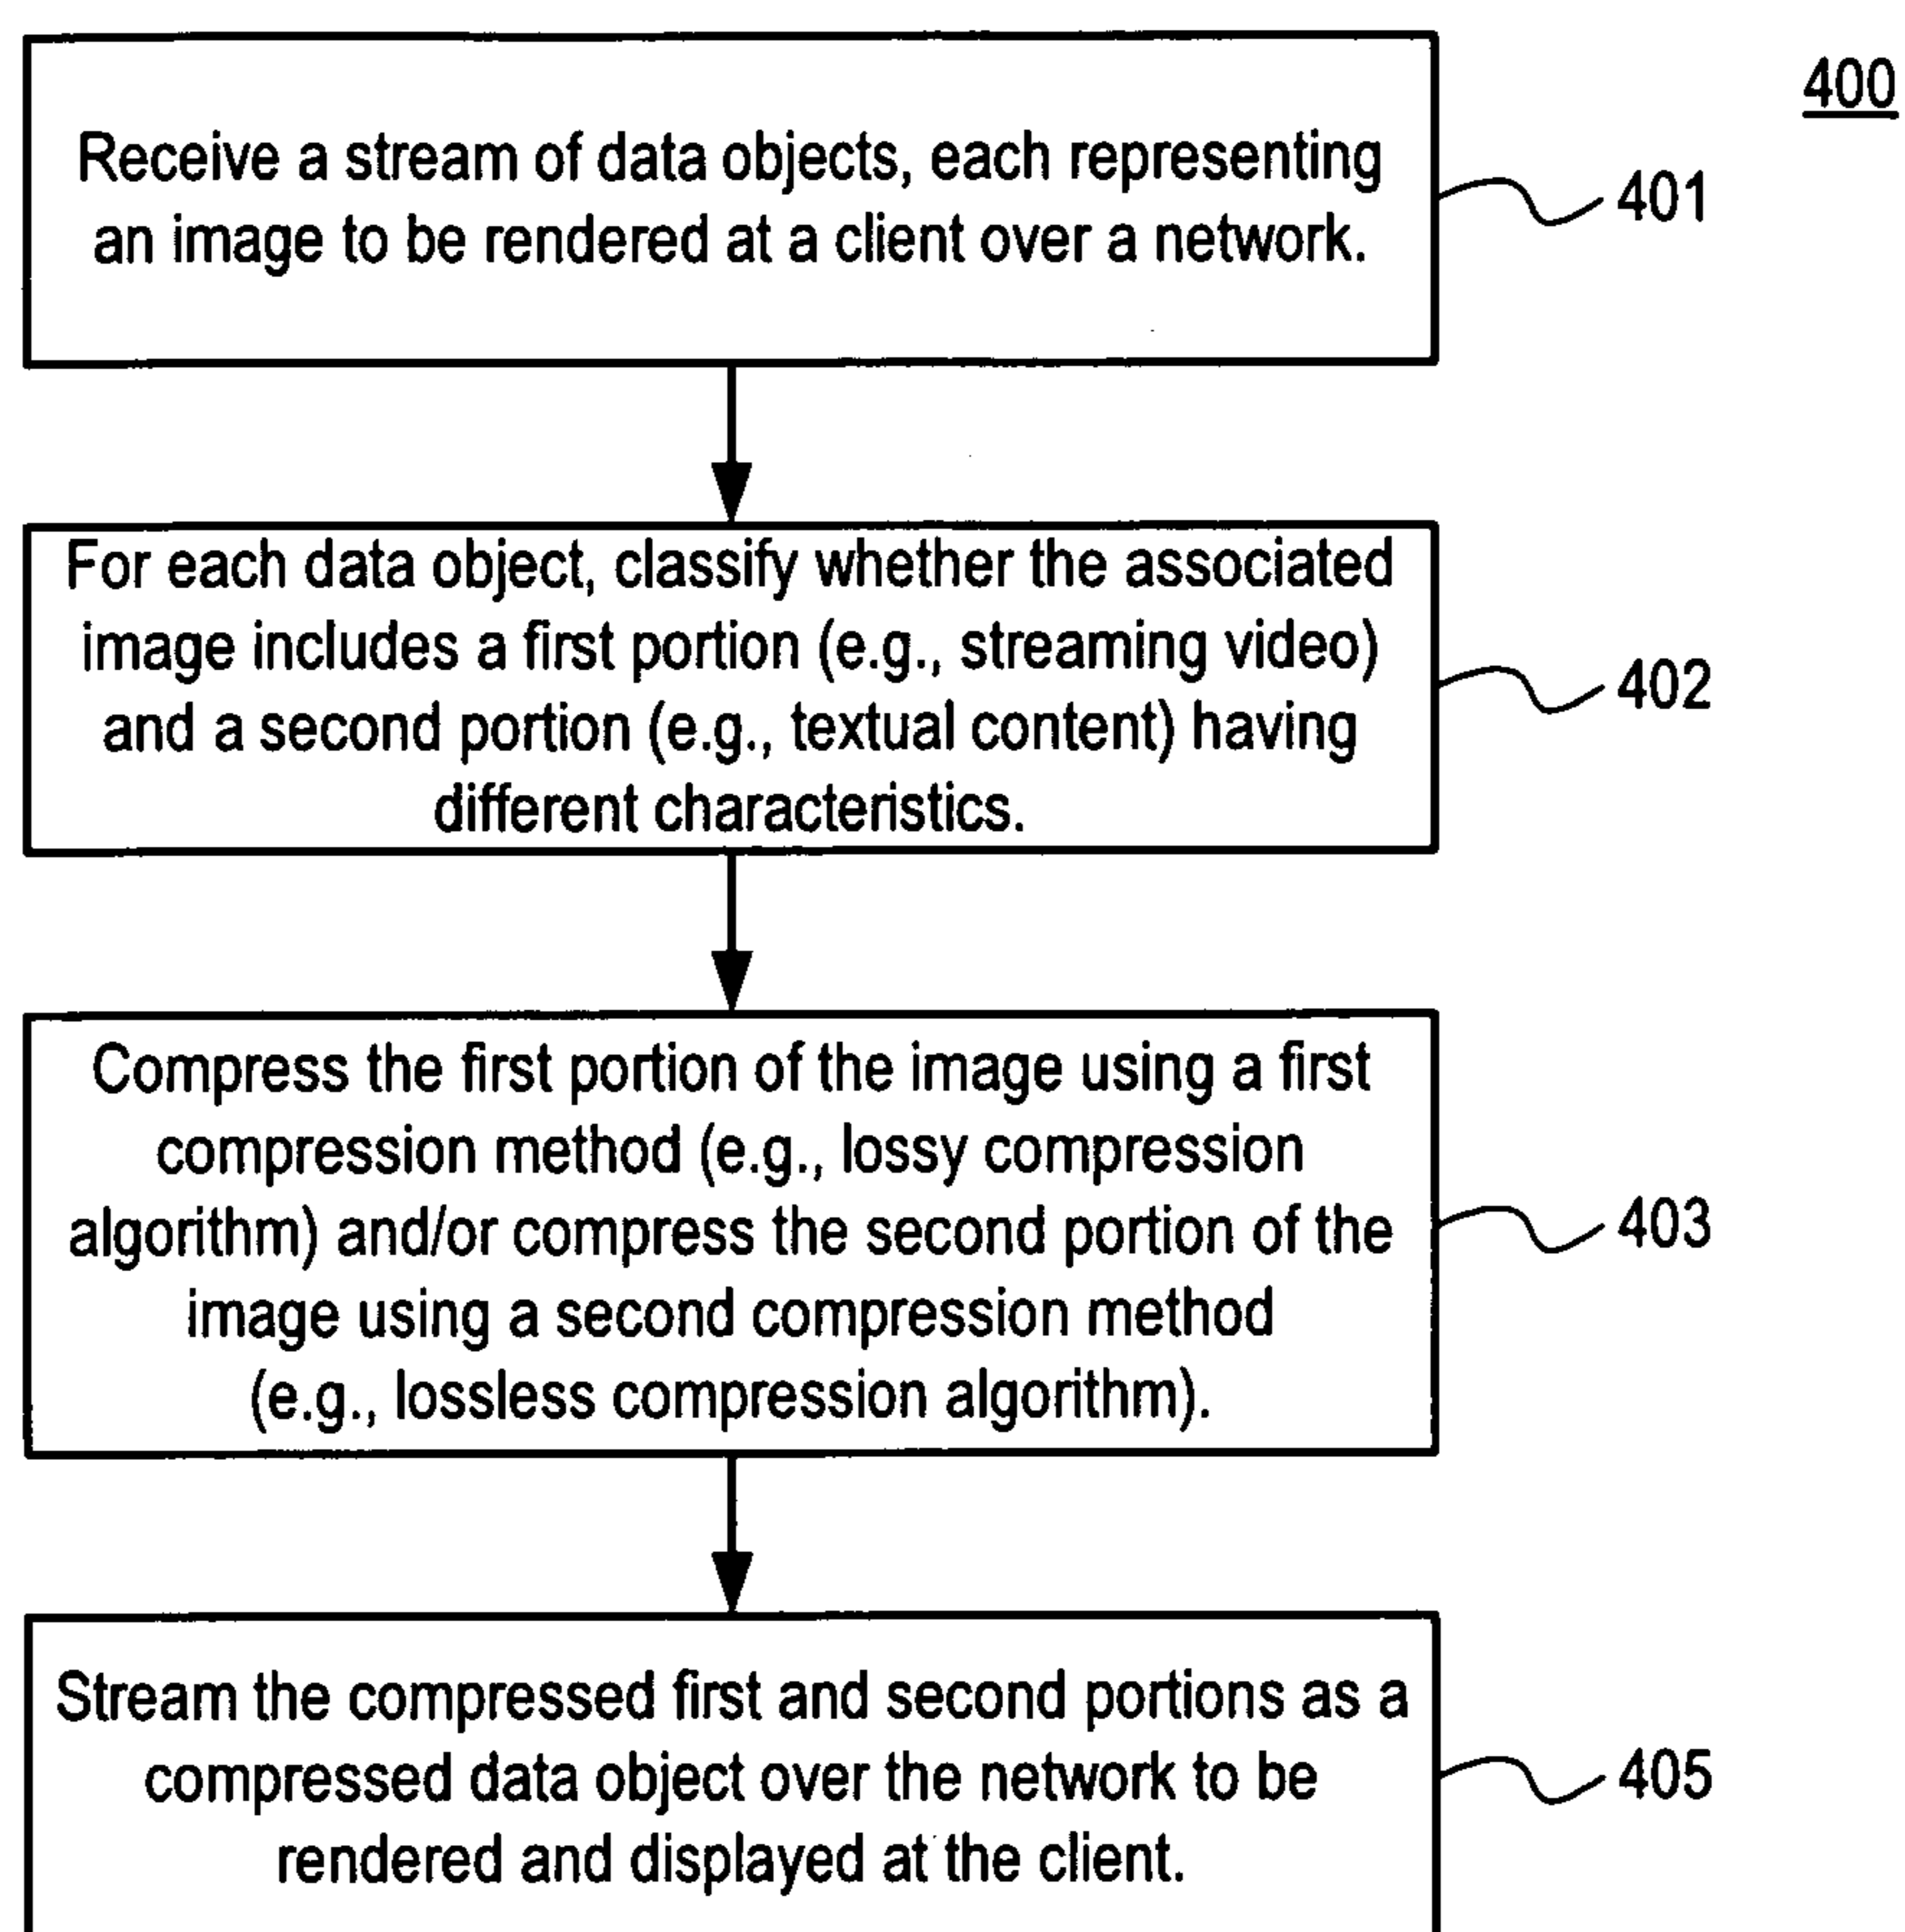 400
Receive a stream of data objects, each representing
an image to be rendered at a client over a network.
401
For each data object, classify whether the associated
image includes a first portion (e.g., streaming video)
and a second portion (e.g., textual content) having
different characteristics.
402
Compress the first portion of the image using a first
compression method (e.g., lossy compression
algorithm) and/or compress the second portion of the
image using a second compression method
(e.g., lossless compression algorithm).
403
Stream the compressed first and second portions as a
compressed data object over the network to be
rendered and displayed at the client.
405